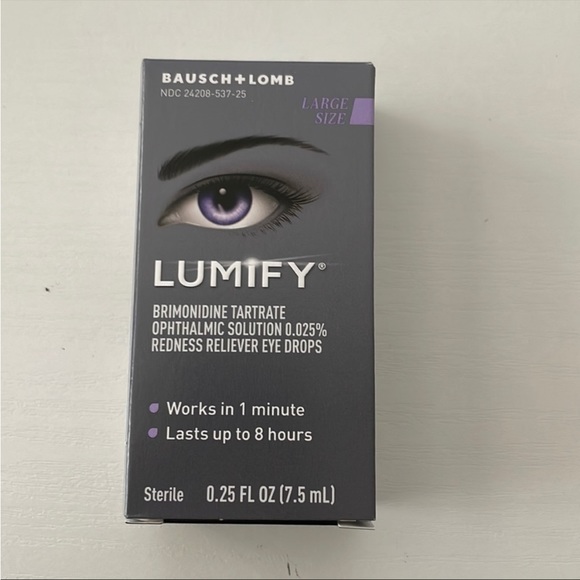 BAUSCH+LOMB
NDC 24208-537-25
LARGE
SIZE
LUMIFY®
BRIMONIDINE TARTRATE
OPHTHALMIC SOLUTION 0.025%
REDNESS RELIEVER EYE DROPS
Works in 1 minute
Lasts up to 8 hours
Sterile 0.25 FL OZ (7.5 mL)